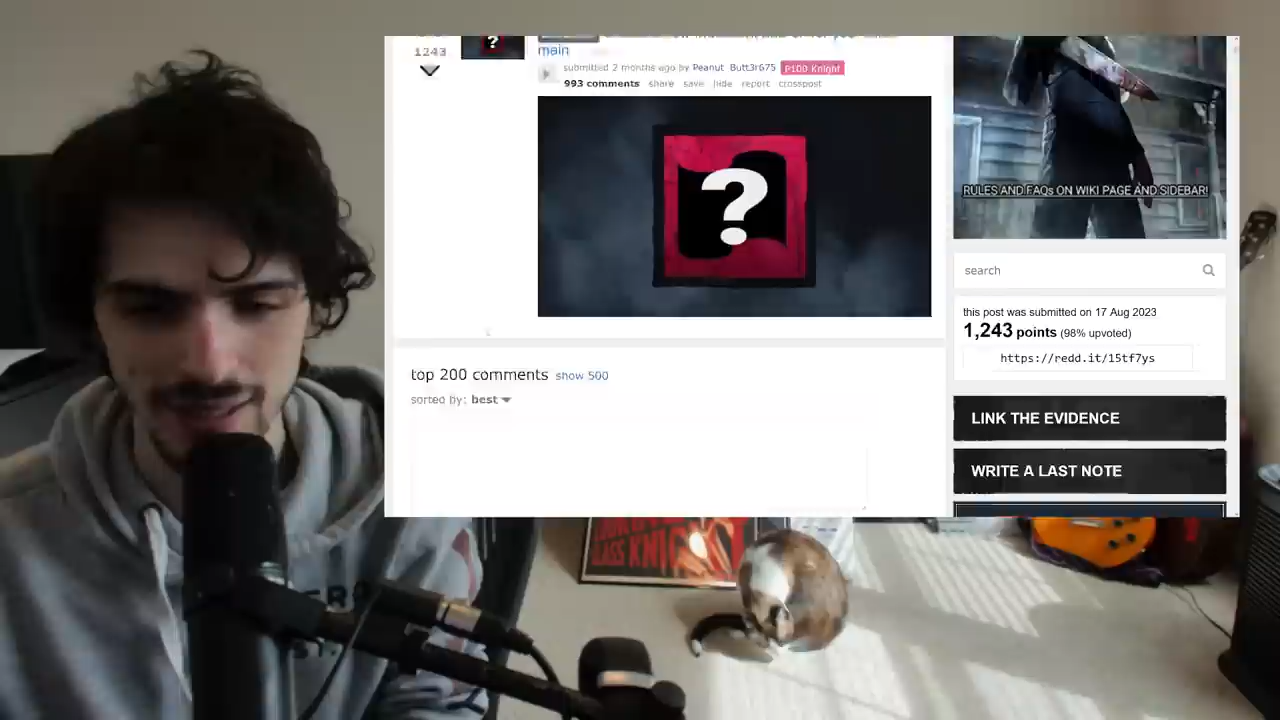 1243
main
submitted 2 months ago by Peanut_Butt3r675 P100 Knight
993 comments share save hide report crosspost
?
RULES AND FAQs ON WIKI PAGE AND SIDEBAR!
search
this post was submitted on 17 Aug 2023
1,243 points (98% upvoted)
https://redd.it/15tf7ys
top 200 comments show 500
sorted by: best
LINK THE EVIDENCE
WRITE A LAST NOTE